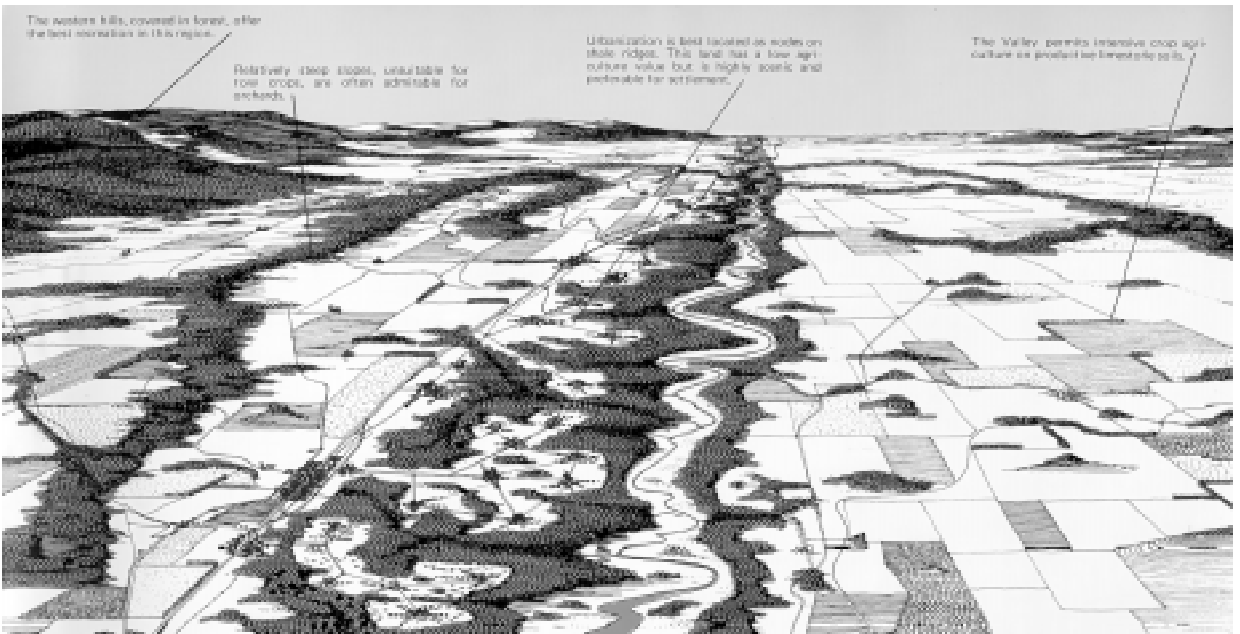 The western hills, covered in forest, offer
the best recreation in this region.
Relatively steep slopes, unsuitable for
row crops, are often admirable for
orchards.
Urbanization is best located as nodes on
shale ridges. This land has a low agri-
culture value but is highly scenic and
preferable for settlement.
The Valley permits intensive crop agri-
culture on productive limestone soils.